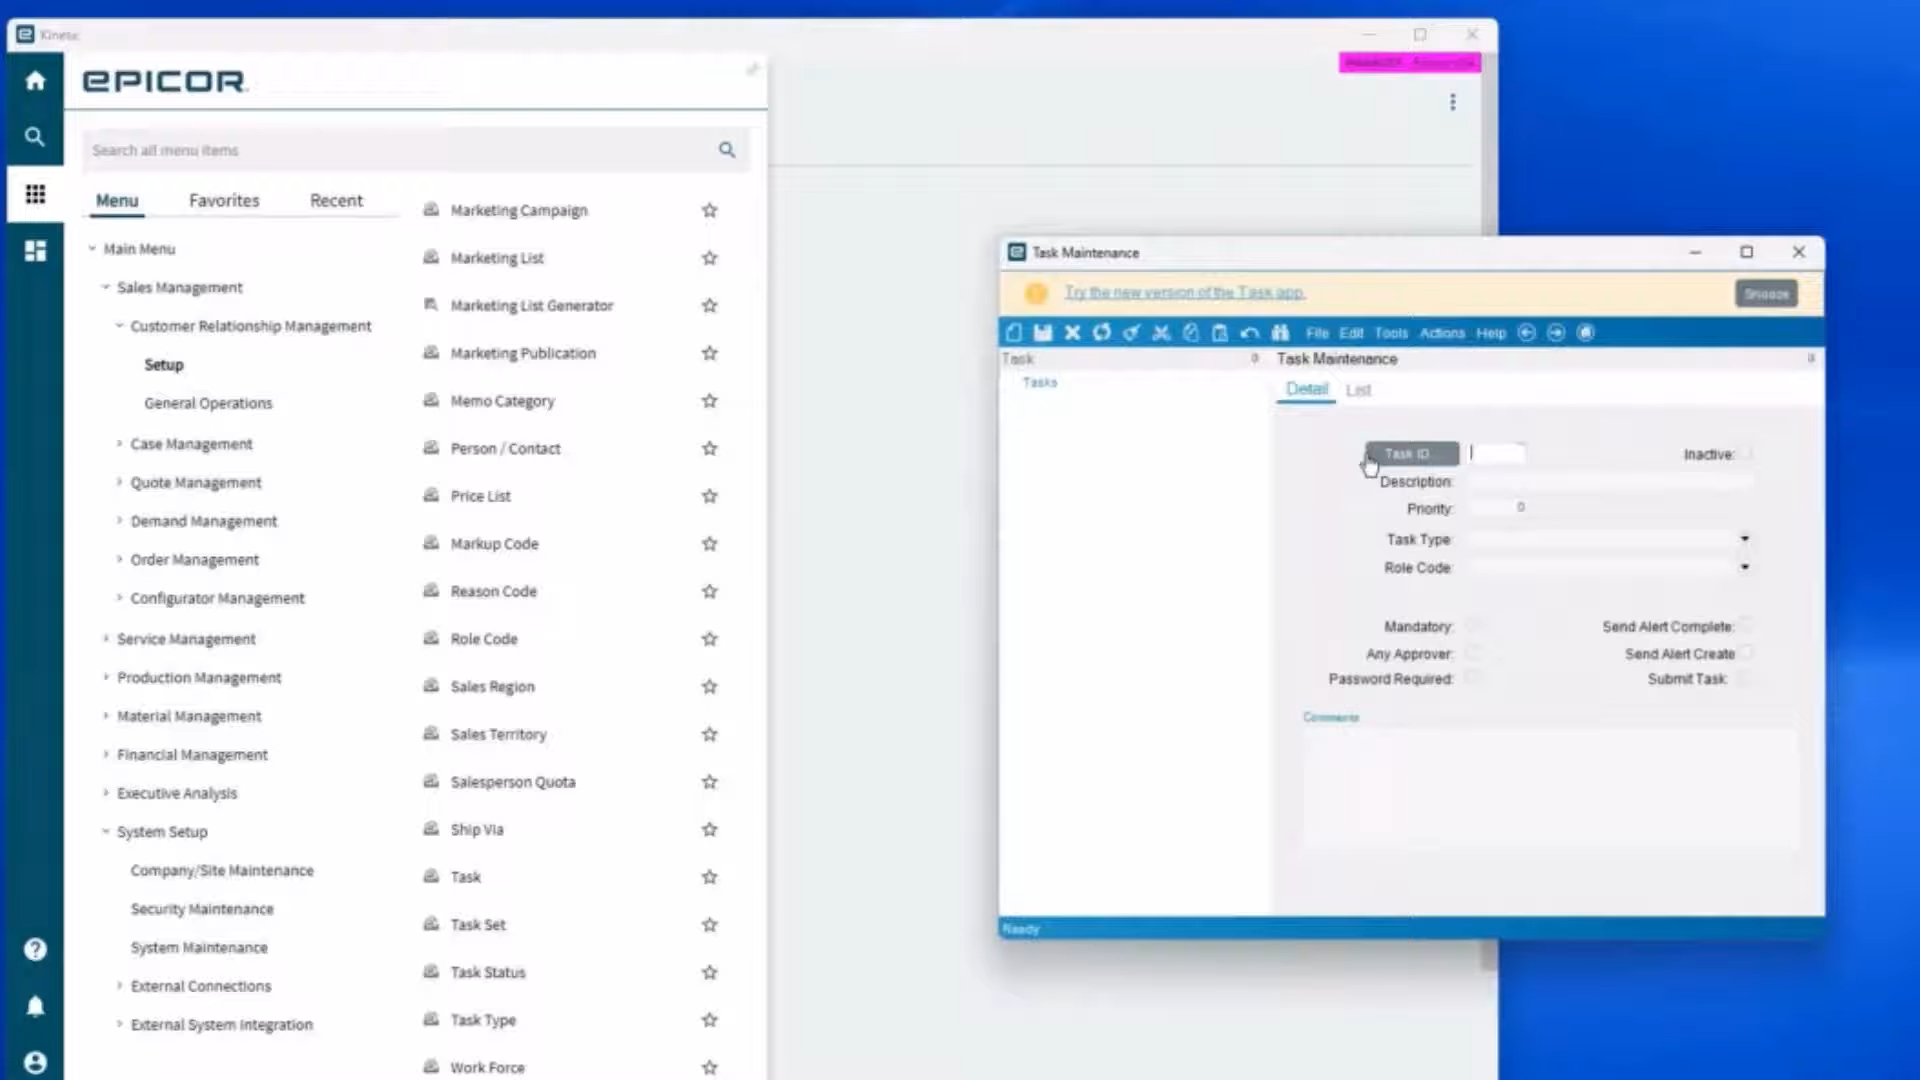 Kinetic
EPICOR
Search all menu items
Menu Favorites Recent
Main Menu
Sales Management
Customer Relationship Management
Setup
General Operations
Case Management
Quote Management
Demand Management
Order Management
Configurator Management
Service Management
Production Management
Material Management
Financial Management
Executive Analysis
System Setup
Company/Site Maintenance
Security Maintenance
System Maintenance
External Connections
External System Integration
Marketing Campaign
Marketing List
Marketing List Generator
Marketing Publication
Memo Category
Person / Contact
Price List
Markup Code
Reason Code
Role Code
Sales Region
Sales Territory
Salesperson Quota
Ship Via
Task
Task Set
Task Status
Task Type
Work Force
Task Maintenance
Try the new version of the Task app.
Snooze
File Edit Tools Actions Help
Task
Tasks
Task Maintenance
Detail List
Task ID...
Inactive:
Description:
Priority: 0
Task Type:
Role Code:
Mandatory: Send Alert Complete:
Any Approver: Send Alert Create
Password Required: Submit Task:
Comments
Ready